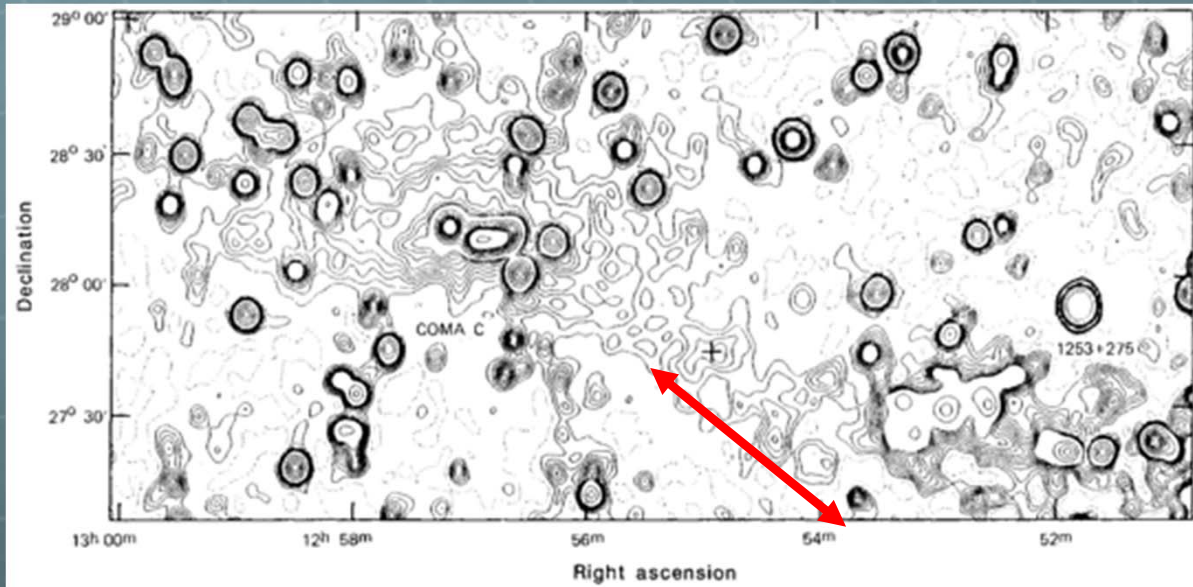 29° 00′
28° 30′
28° 00′
27° 30′
Declination
COMA C
1253+275
13ʰ 00ᵐ
12ʰ 58ᵐ
56ᵐ
54ᵐ
52ᵐ
Right ascension